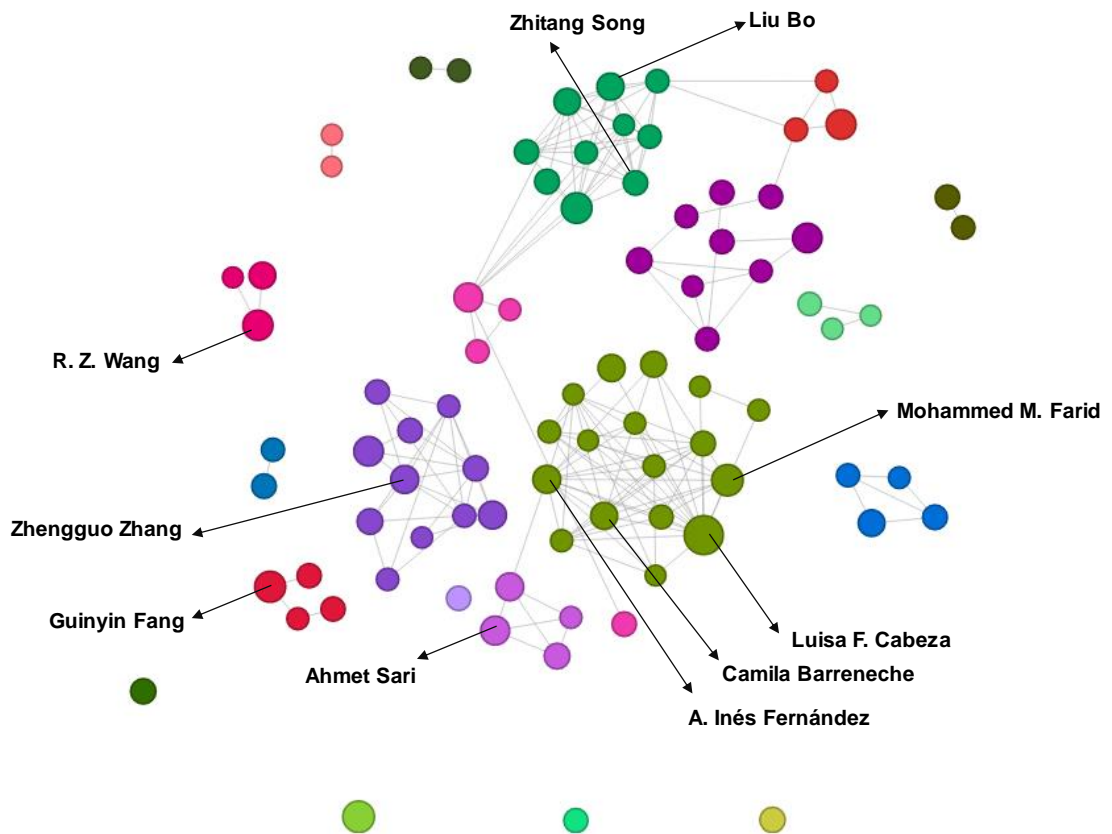 Zhitang Song
Liu Bo
R. Z. Wang
Mohammed M. Farid
Zhengguo Zhang
Guinyin Fang
Luisa F. Cabeza
Ahmet Sari
Camila Barreneche
A. Inés Fernández